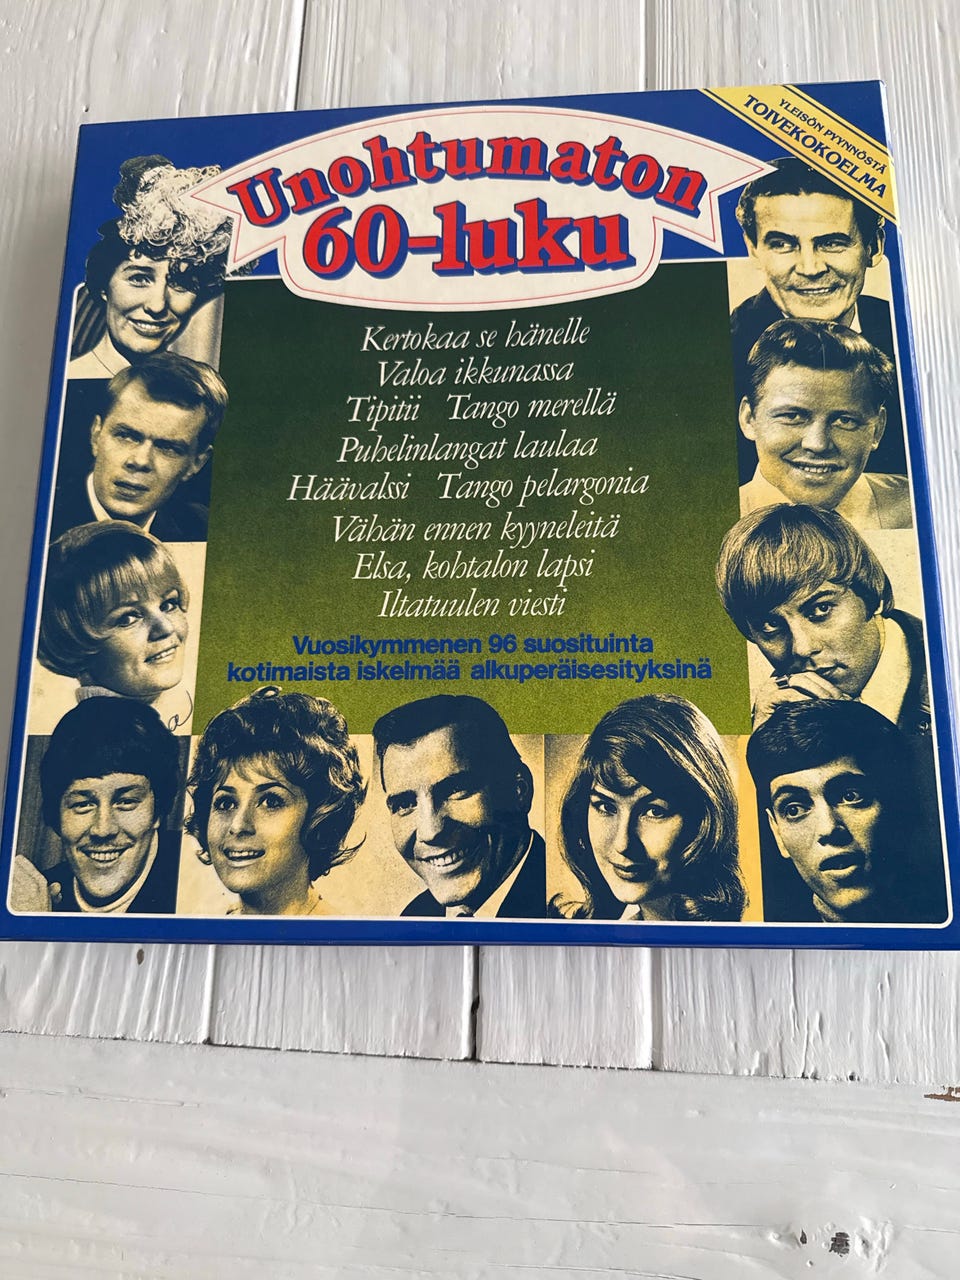 YLEISÖN PYYNNÖSTÄ
TOIVEKOKOELMA
Unohtumaton
60-luku
Kertokaa se hänelle
Valoa ikkunassa
Tipitii Tango merellä
Puhelinlangat laulaa
Häävalssi Tango pelargonia
Vähän ennen kyyneleitä
Elsa, kohtalon lapsi
Iltatuulen viesti
Vuosikymmenen 96 suosituinta
kotimaista iskelmää alkuperäisesityksinä